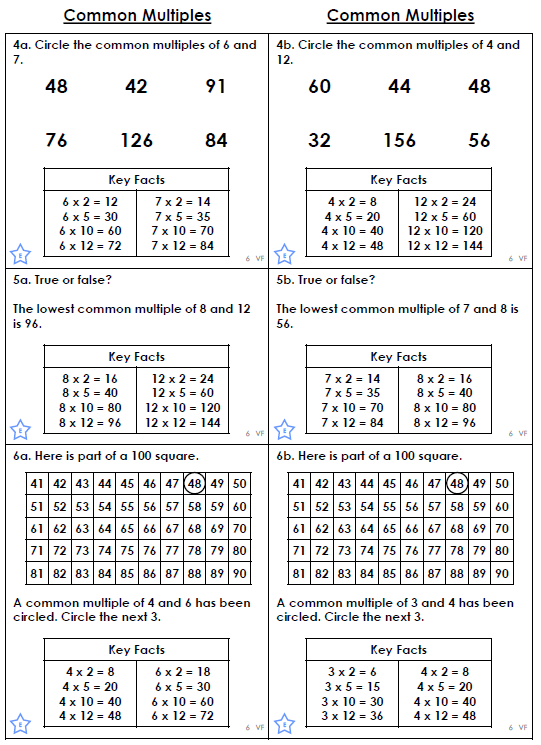 Common Multiples
Common Multiples
4a. Circle the common multiples of 6 and
7.
48 42 91
76 126 84
Key Facts
6 x 2 = 12 7 x 2 = 14
6 x 5 = 30 7 x 5 = 35
6 x 10 = 60 7 x 10 = 70
6 x 12 = 72 7 x 12 = 84
E
6 VF
4b. Circle the common multiples of 4 and
12.
60 44 48
32 156 56
Key Facts
4 x 2 = 8 12 x 2 = 24
4 x 5 = 20 12 x 5 = 60
4 x 10 = 40 12 x 10 = 120
4 x 12 = 48 12 x 12 = 144
E
6 VF
5a. True or false?
The lowest common multiple of 8 and 12
is 96.
Key Facts
8 x 2 = 16 12 x 2 = 24
8 x 5 = 40 12 x 5 = 60
8 x 10 = 80 12 x 10 = 120
8 x 12 = 96 12 x 12 = 144
E
6 VF
5b. True or false?
The lowest common multiple of 7 and 8 is
56.
Key Facts
7 x 2 = 14 8 x 2 = 16
7 x 5 = 35 8 x 5 = 40
7 x 10 = 70 8 x 10 = 80
7 x 12 = 84 8 x 12 = 96
E
6 VF
6a. Here is part of a 100 square.
41 42 43 44 45 46 47 48 49 50
51 52 53 54 55 56 57 58 59 60
61 62 63 64 65 66 67 68 69 70
71 72 73 74 75 76 77 78 79 80
81 82 83 84 85 86 87 88 89 90
A common multiple of 4 and 6 has been
circled. Circle the next 3.
Key Facts
4 x 2 = 8 6 x 2 = 18
4 x 5 = 20 6 x 5 = 30
4 x 10 = 40 6 x 10 = 60
4 x 12 = 48 6 x 12 = 72
E
6 VF
6b. Here is part of a 100 square.
41 42 43 44 45 46 47 48 49 50
51 52 53 54 55 56 57 58 59 60
61 62 63 64 65 66 67 68 69 70
71 72 73 74 75 76 77 78 79 80
81 82 83 84 85 86 87 88 89 90
A common multiple of 3 and 4 has been
circled. Circle the next 3.
Key Facts
3 x 2 = 6 4 x 2 = 8
3 x 5 = 15 4 x 5 = 20
3 x 10 = 30 4 x 10 = 40
3 x 12 = 36 4 x 12 = 48
E
6 VF